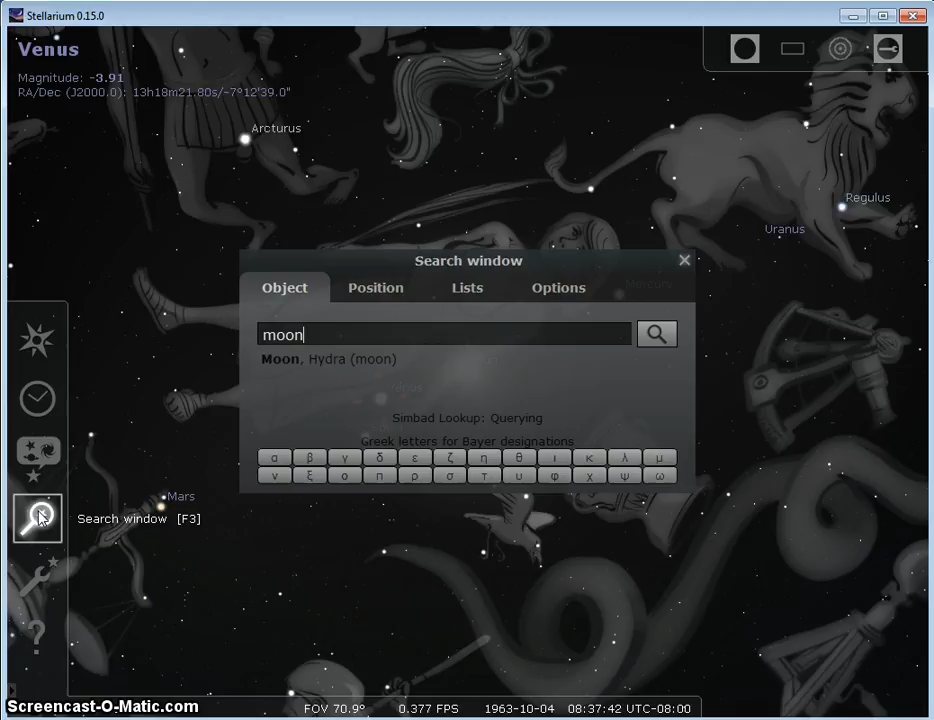 Stellarium 0.15.0
Venus
Magnitude: -3.91
RA/Dec (J2000.0): 13h18m21.80s/-7°12'39.0"
Arcturus
Regulus
Uranus
Search window
Object Position Lists Options
Mercury
moon
Moon, Hydra (moon)
Simbad Lookup: Querying
Greek letters for Bayer designations
α β γ δ ε ζ η θ ι κ λ μ
ν ξ ο π ρ σ τ υ φ χ ψ ω
Mars
Search window [F3]
?
FOV 70.9° 0.377 FPS 1963-10-04 08:37:42 UTC-08:00
Screencast-O-Matic.com